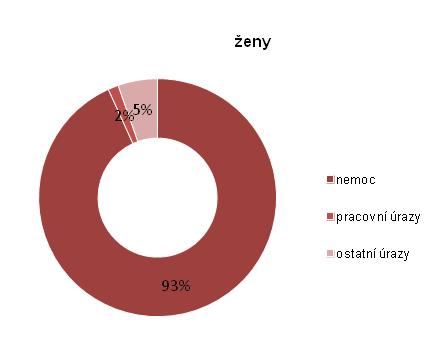 ženy
2%
5%
93%
nemoc
pracovní úrazy
ostatní úrazy